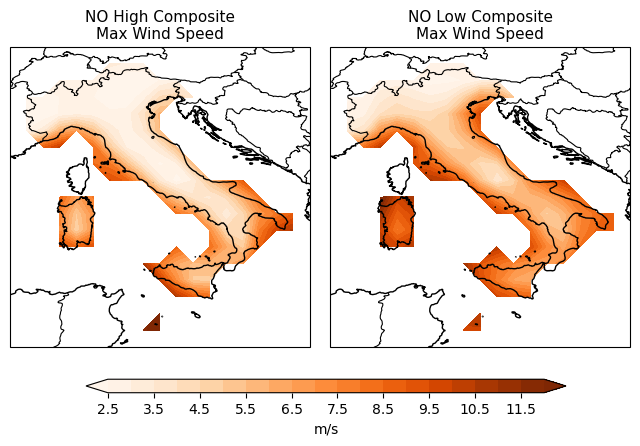 NO High Composite
Max Wind Speed
NO Low Composite
Max Wind Speed
2.5 3.5 4.5 5.5 6.5 7.5 8.5 9.5 10.5 11.5
m/s